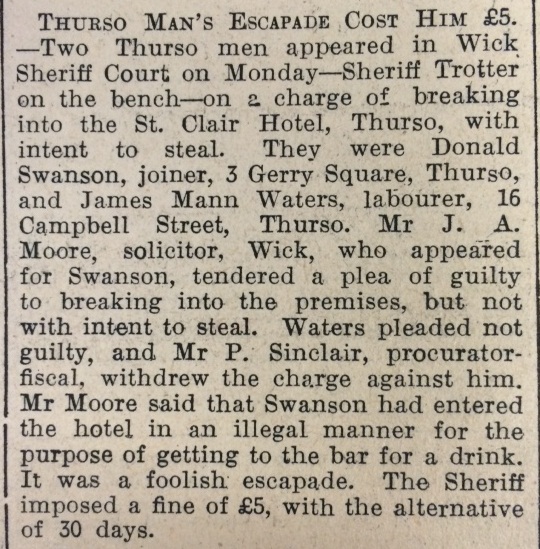 THURSO MAN'S ESCAPADE COST HIM £5.
—Two Thurso men appeared in Wick
Sheriff Court on Monday—Sheriff Trotter
on the bench—on a charge of breaking
into the St. Clair Hotel, Thurso, with
intent to steal. They were Donald
Swanson, joiner, 3 Gerry Square, Thurso,
and James Mann Waters, labourer, 16
Campbell Street, Thurso. Mr J. A.
Moore, solicitor, Wick, who appeared
for Swanson, tendered a plea of guilty
to breaking into the premises, but not
with intent to steal. Waters pleaded not
guilty, and Mr P. Sinclair, procurator-
fiscal, withdrew the charge against him.
Mr Moore said that Swanson had entered
the hotel in an illegal manner for the
purpose of getting to the bar for a drink.
It was a foolish escapade. The Sheriff
imposed a fine of £5, with the alternative
of 30 days.